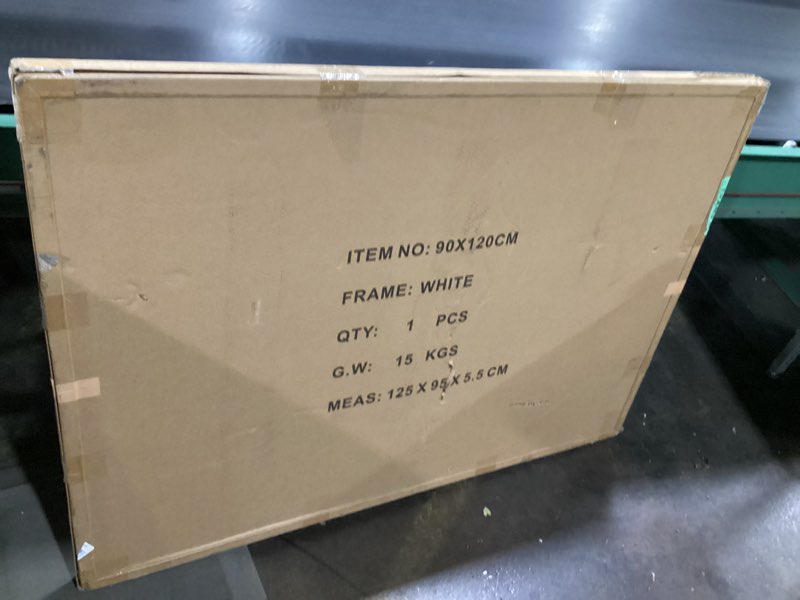 ITEM NO: 90X120CM
FRAME: WHITE
QTY: 1 PCS
G.W: 15 KGS
MEAS: 125 X 95 X 5.5 CM